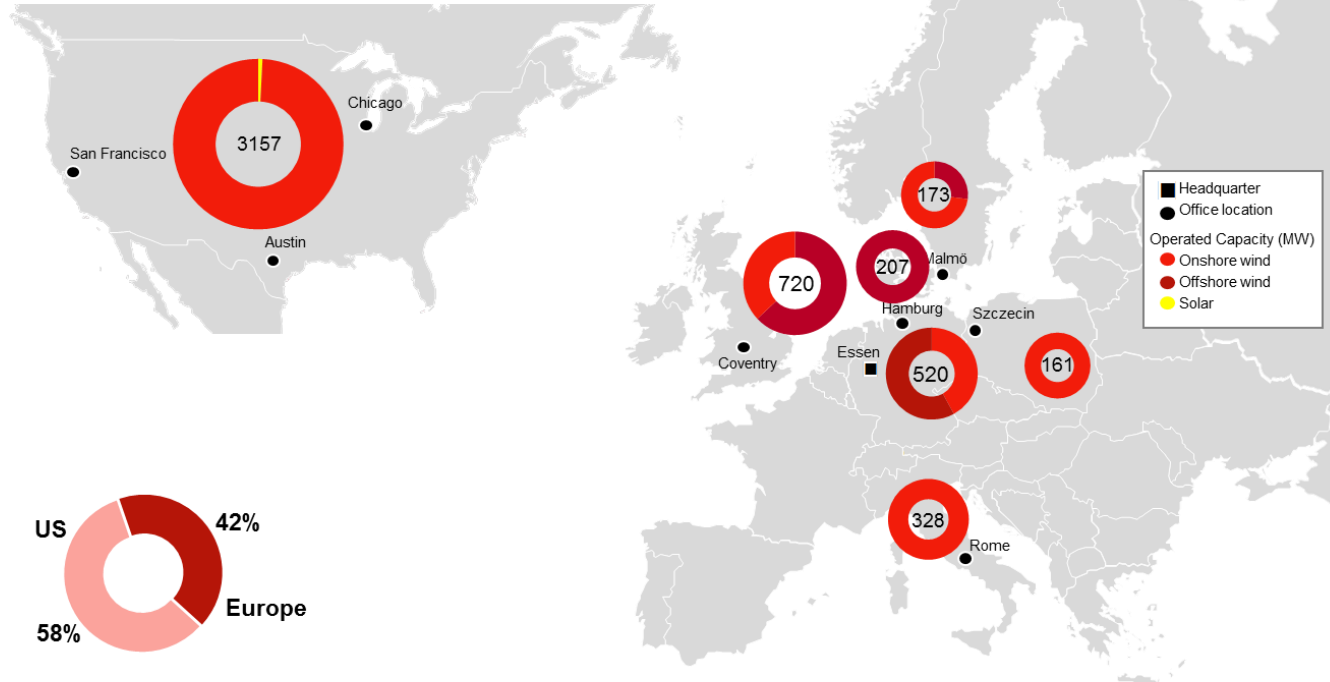 Chicago
3157
San Francisco
Austin
173
Headquarter
Office location
Operated Capacity (MW)
Onshore wind
Offshore wind
Solar
720
207
Malmö
Hamburg
Szczecin
Coventry
Essen
520
161
328
Rome
US
42%
Europe
58%